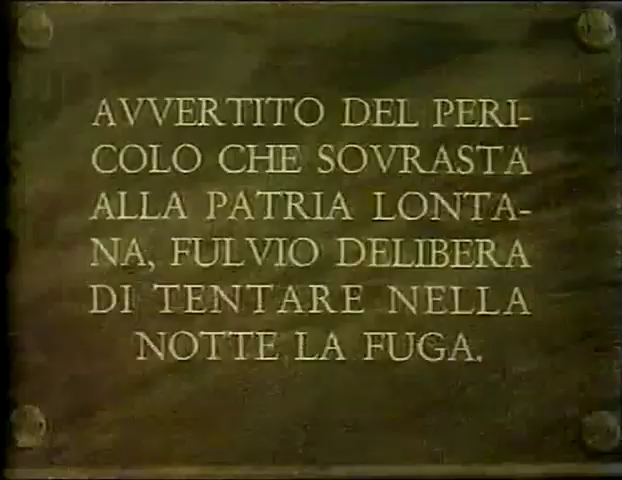 AVVERTITO DEL PERI-
COLO CHE SOVRASTA
ALLA PATRIA LONTA-
NA, FULVIO DELIBERA
DI TENTARE NELLA
NOTTE LA FUGA.